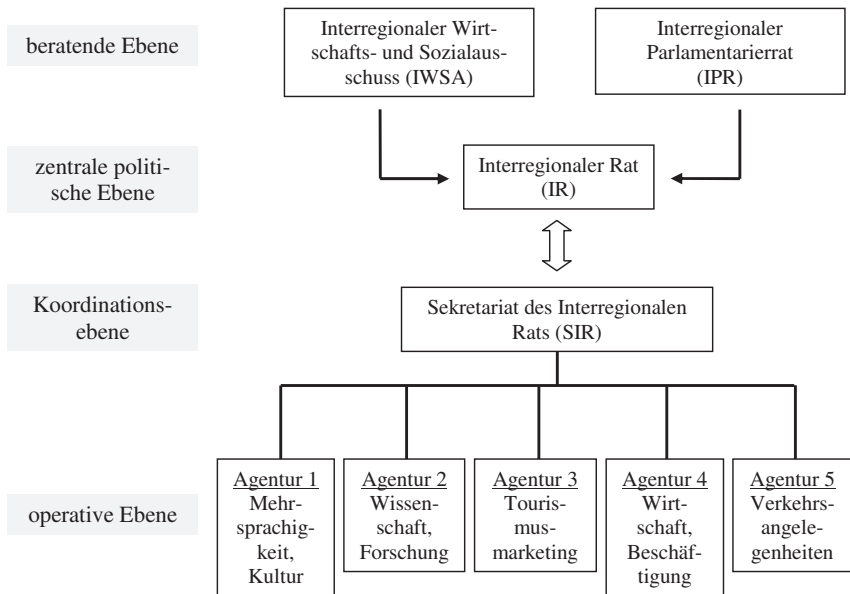 beratende Ebene
Interregionaler Wirt-
schafts- und Sozialaus-
schuss (IWSA)
Interregionaler
Parlamentarierrat
(IPR)
zentrale politi-
sche Ebene
Interregionaler Rat
(IR)
Koordinations-
ebene
Sekretariat des Interregionalen
Rats (SIR)
operative Ebene
Agentur 1
Mehr-
sprachig-
keit,
Kultur
Agentur 2
Wissen-
schaft,
Forschung
Agentur 3
Touris-
mus-
marketing
Agentur 4
Wirt-
schaft,
Beschäf-
tigung
Agentur 5
Verkehrs-
angele-
genheiten